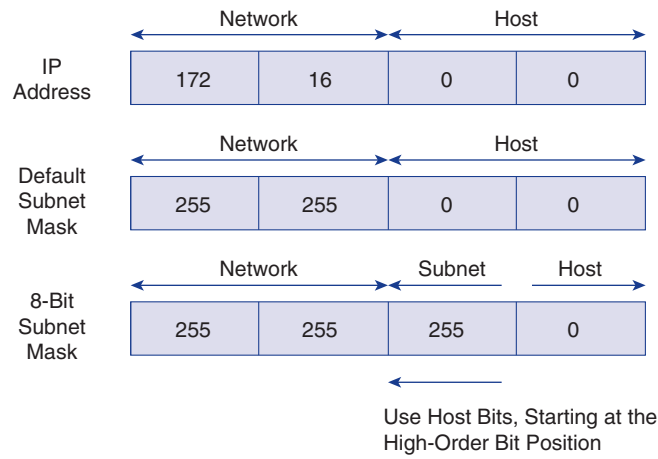 Network Host
IP
Address
172 16 0 0
Network Host
Default
Subnet
Mask
255 255 0 0
Network Subnet Host
8-Bit
Subnet
Mask
255 255 255 0
Use Host Bits, Starting at the
High-Order Bit Position